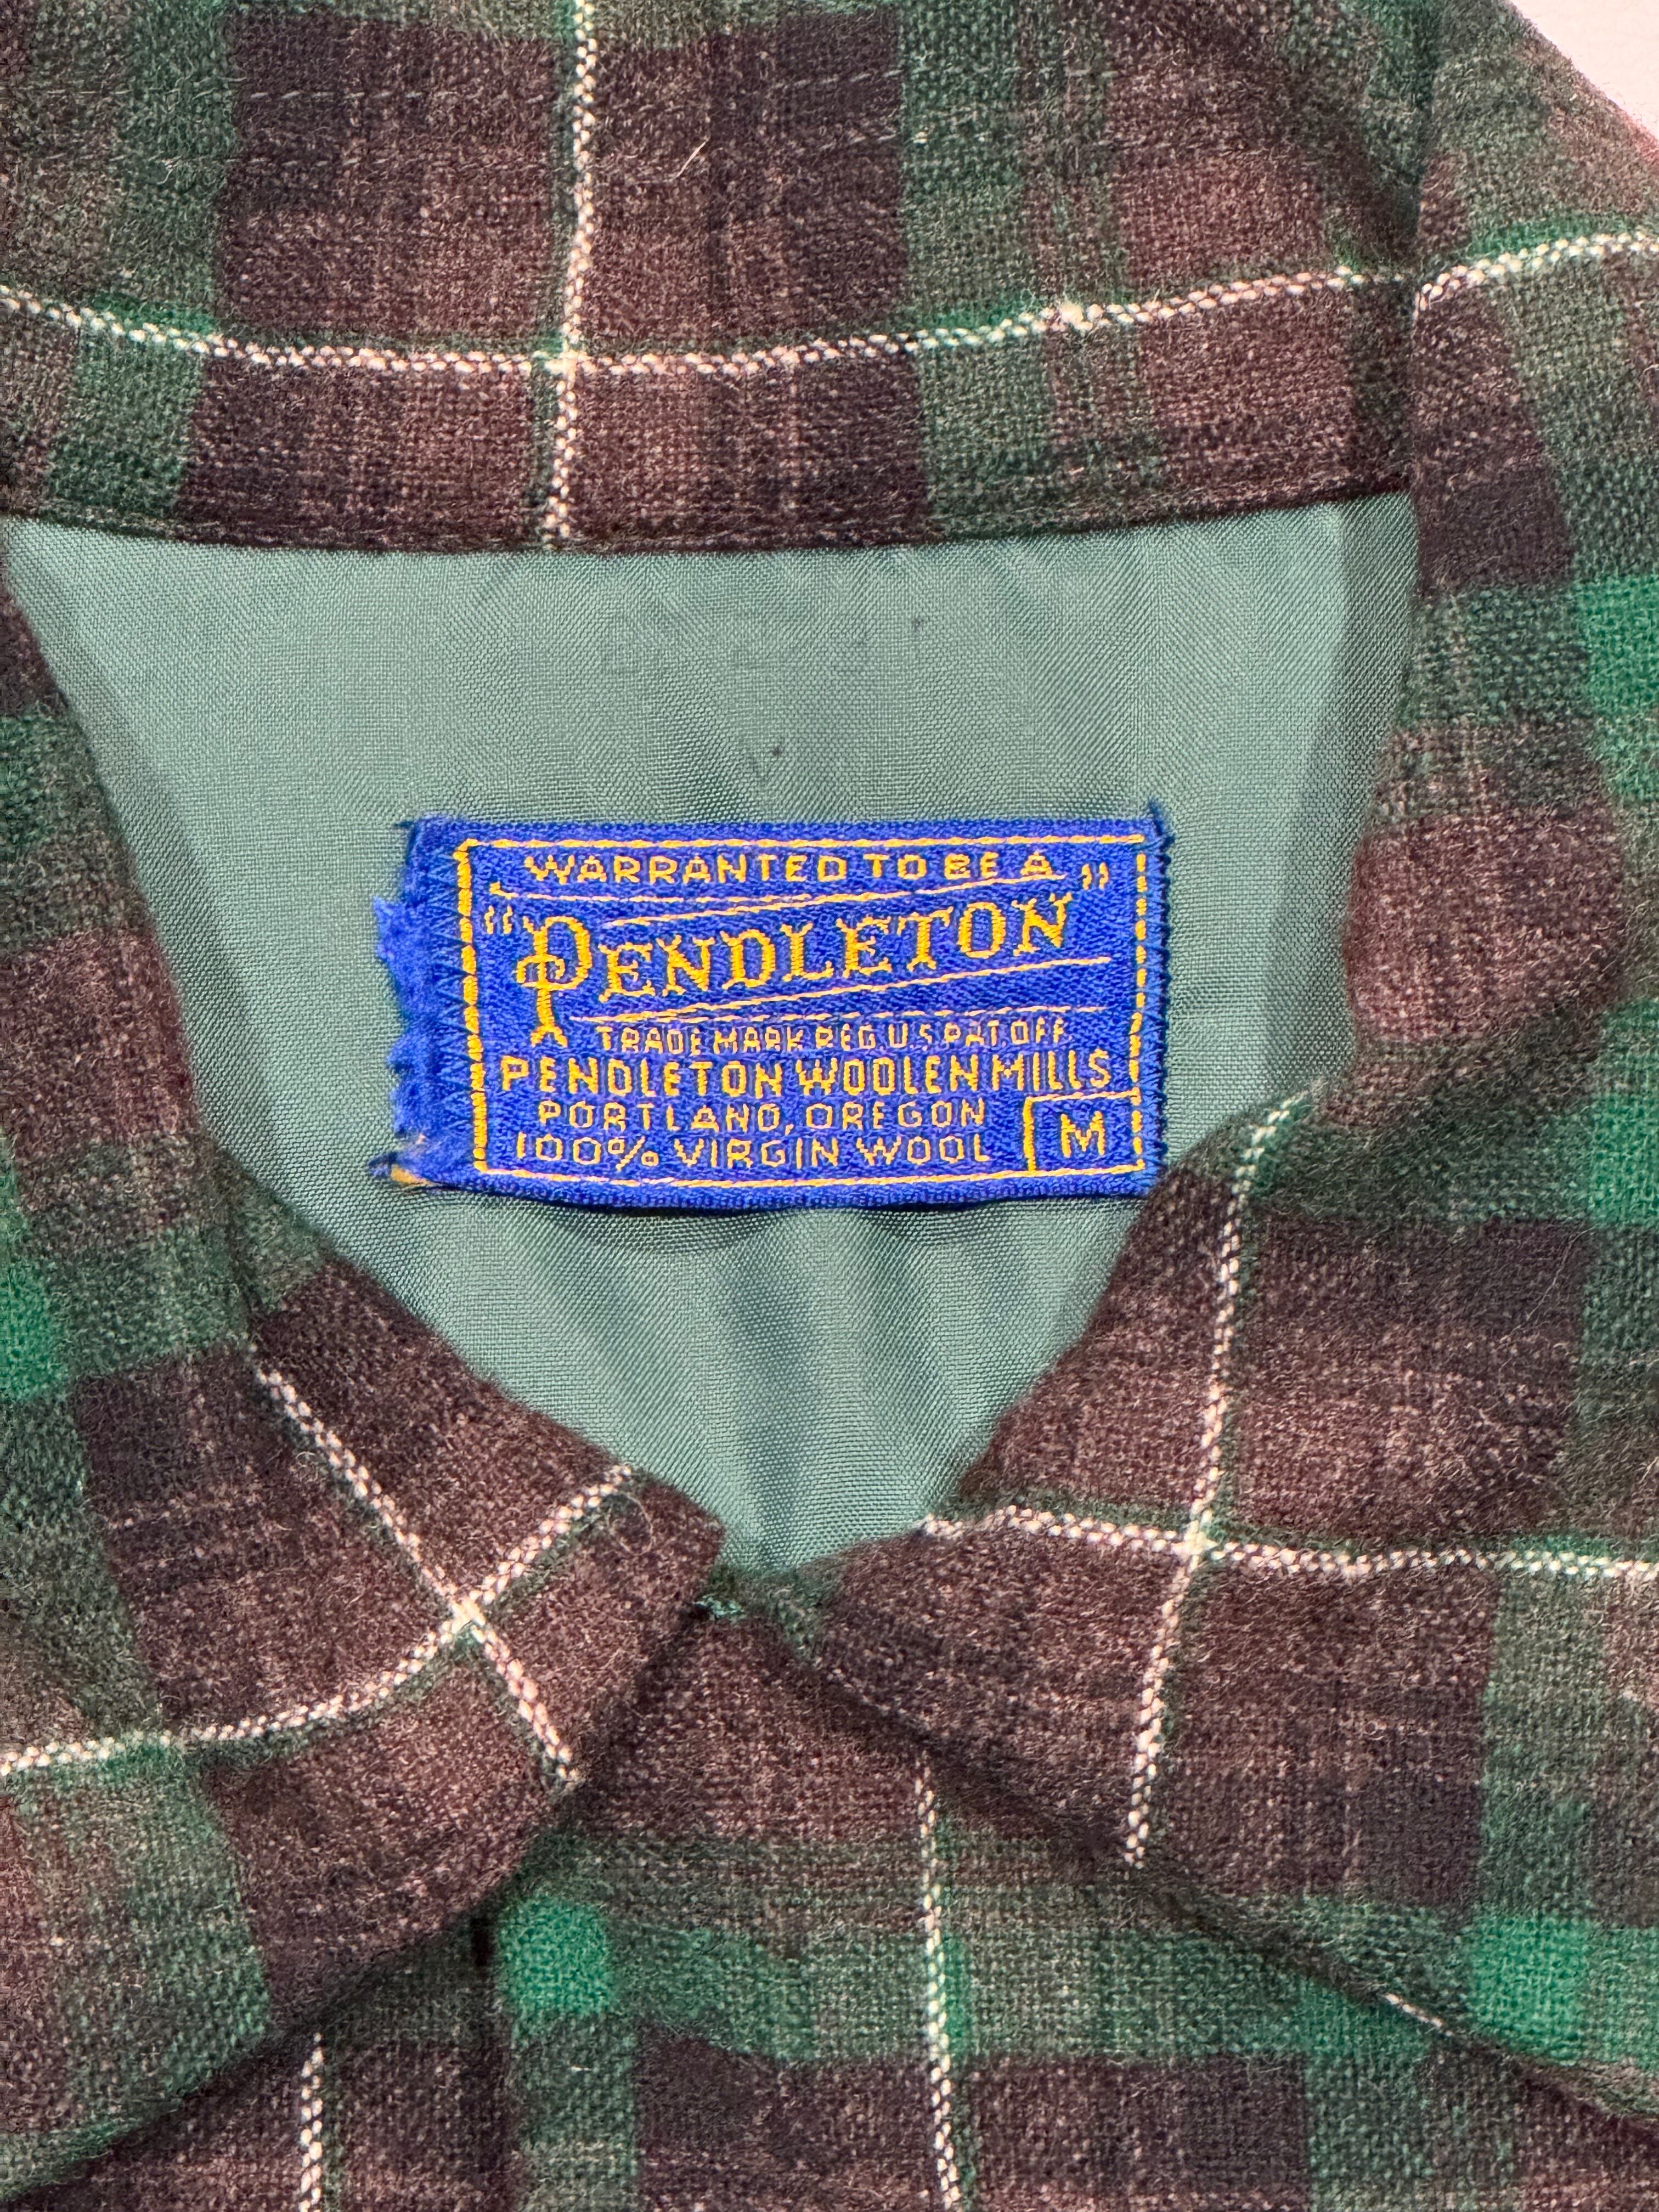 WARRANTED TO BE A
"PENDLETON"
TRADE MARK REG. U.S. PAT. OFF.
PENDLETON WOOLEN MILLS
PORTLAND, OREGON
100% VIRGIN WOOL
M